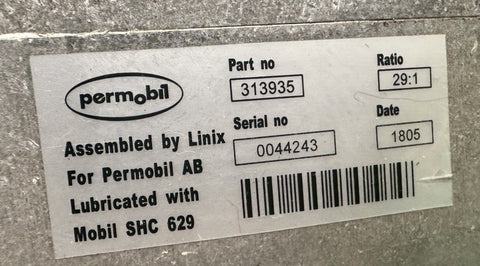 permobil
Assembled by Linix
For Permobil AB
Lubricated with
Mobil SHC 629
Part no
313935
Serial no
0044243
Ratio
29:1
Date
1805